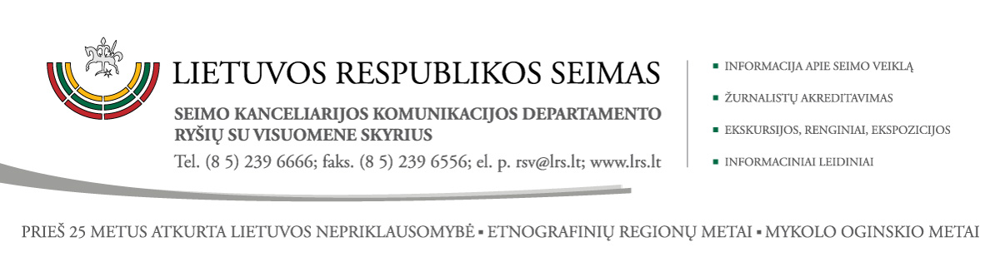 LIETUVOS RESPUBLIKOS SEIMAS
SEIMO KANCELIARIJOS KOMUNIKACIJOS DEPARTAMENTO
RYŠIŲ SU VISUOMENE SKYRIUS
Tel. (8 5) 239 6666; faks. (8 5) 239 6556; el. p. rsv@lrs.lt; www.lrs.lt
▪ INFORMACIJA APIE SEIMO VEIKLĄ
▪ ŽURNALISTŲ AKREDITAVIMAS
▪ EKSKURSIJOS, RENGINIAI, EKSPOZICIJOS
▪ INFORMACINIAI LEIDINIAI
PRIEŠ 25 METUS ATKURTA LIETUVOS NEPRIKLAUSOMYBĖ ▪ ETNOGRAFINIŲ REGIONŲ METAI ▪ MYKOLO OGINSKIO METAI